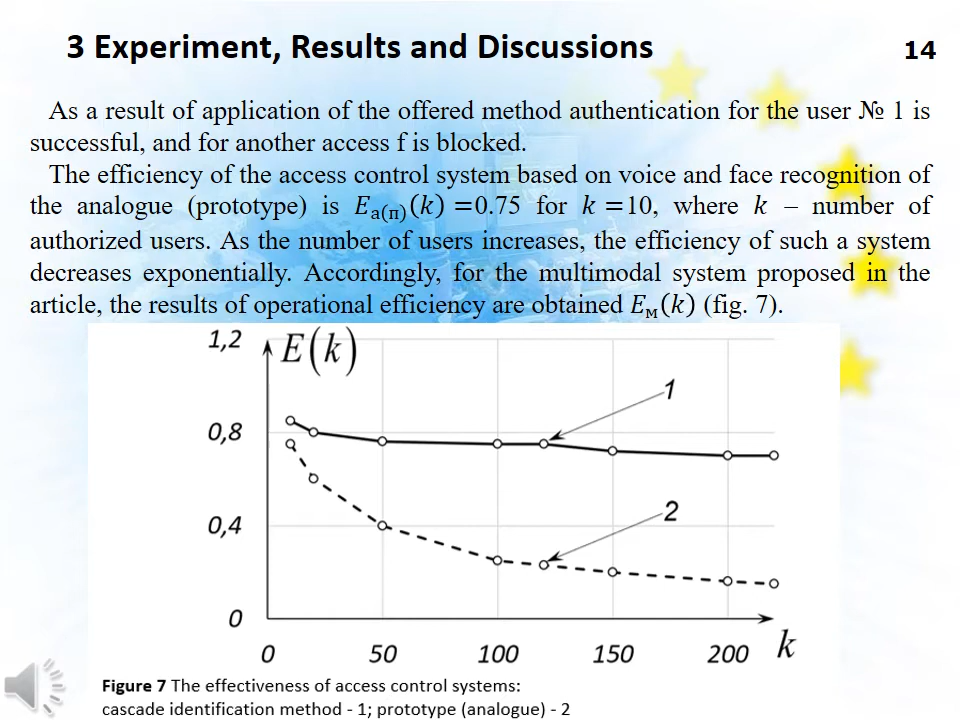 3 Experiment, Results and Discussions
14
As a result of application of the offered method authentication for the user № 1 is
successful, and for another access f is blocked.
The efficiency of the access control system based on voice and face recognition of
the analogue (prototype) is Eа(п)(k) =0.75 for k =10, where k – number of
authorized users. As the number of users increases, the efficiency of such a system
decreases exponentially. Accordingly, for the multimodal system proposed in the
article, the results of operational efficiency are obtained Eм(k) (fig. 7).
1,2
E(k)
1
0,8
2
0,4
0
0 50 100 150 200 k
Figure 7 The effectiveness of access control systems:
cascade identification method - 1; prototype (analogue) - 2